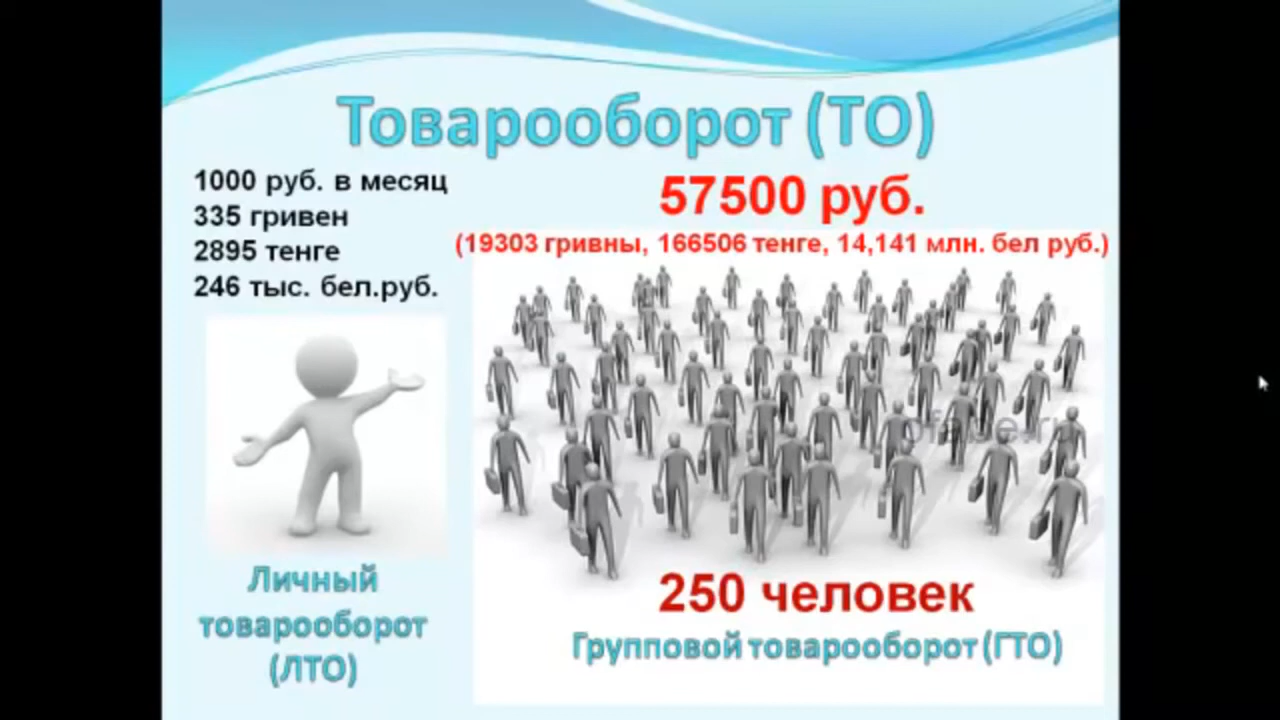 Товарооборот (ТО)
1000 руб. в месяц
335 гривен
2895 тенге
246 тыс. бел.руб.
57500 руб.
(19303 гривны, 166506 тенге, 14,141 млн. бел руб.)
250 человек
Групповой товарооборот (ГТО)
Личный
товарооборот
(ЛТО)